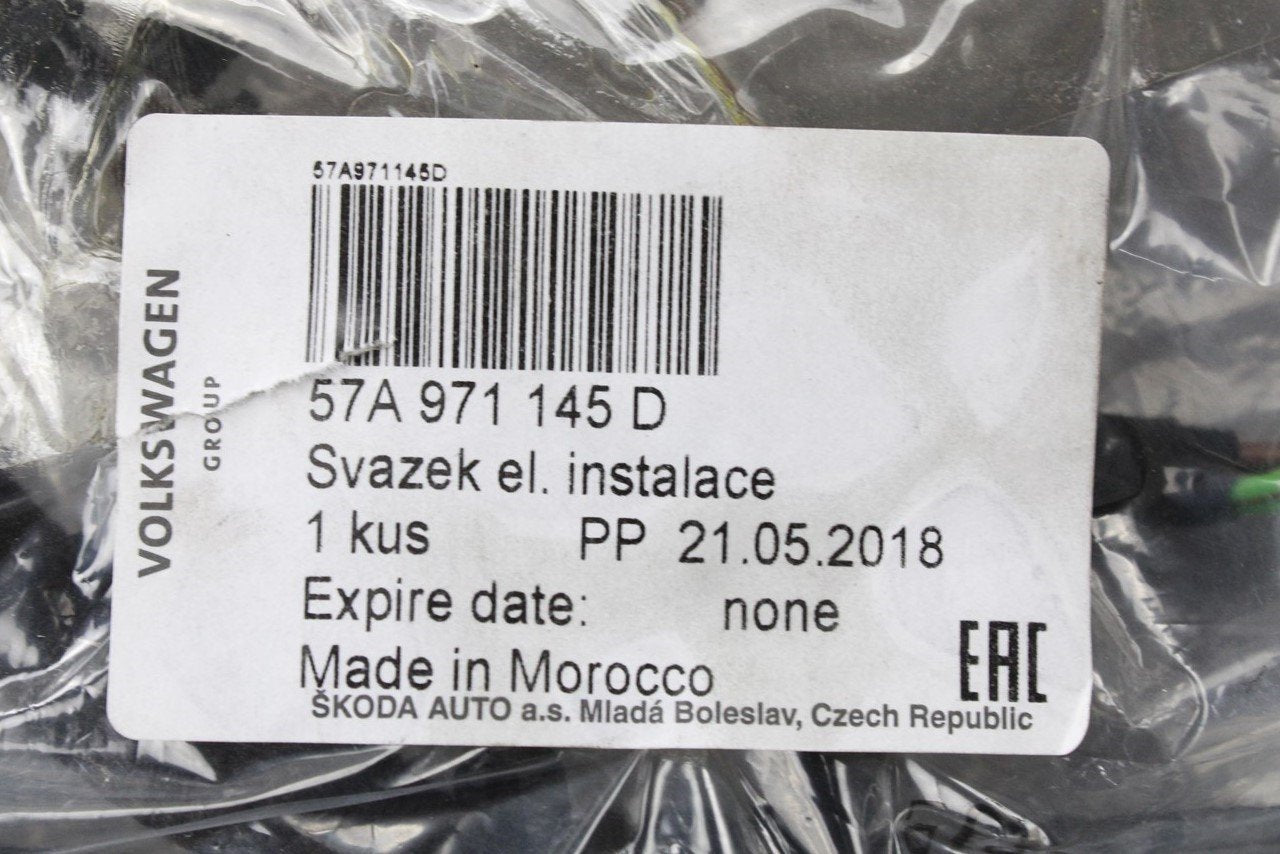 57A971145D
57A 971 145 D
Svazek el. instalace
1 kus PP 21.05.2018
Expire date: none
Made in Morocco
ŠKODA AUTO a.s. Mladá Boleslav, Czech Republic
EAC
VOLKSWAGEN
GROUP